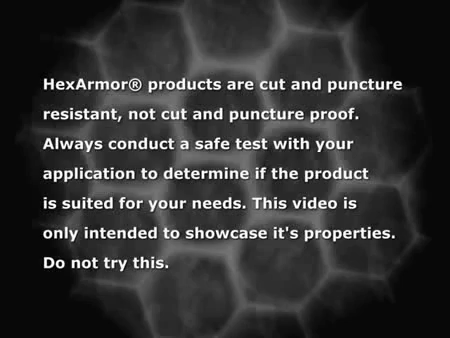 HexArmor® products are cut and puncture
resistant, not cut and puncture proof.
Always conduct a safe test with your
application to determine if the product
is suited for your needs. This video is
only intended to showcase it's properties.
Do not try this.